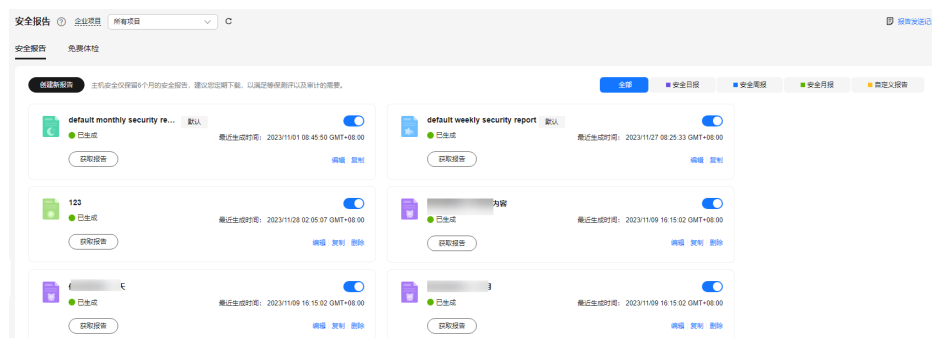 安全报告 企业项目 所有项目 报告发送记
安全报告 免费体检
创建新报告 主机安全仅保留6个月的安全报告，建议您定期下载，以满足等保测评以及审计的需要。 全部 安全日报 安全周报 安全月报 自定义报告
default monthly security re... 默认
已生成 最近生成时间： 2023/11/01 08:45:50 GMT+08:00
获取报告 编辑 复制
default weekly security report 默认
已生成 最近生成时间： 2023/11/27 08:25:33 GMT+08:00
获取报告 编辑 复制
123
已生成 最近生成时间： 2023/11/28 02:05:07 GMT+08:00
获取报告 编辑 复制 删除
内容
已生成 最近生成时间： 2023/11/09 16:15:02 GMT+08:00
获取报告 编辑 复制 删除
天
已生成 最近生成时间： 2023/11/09 16:15:02 GMT+08:00
获取报告 编辑 复制 删除
已生成 最近生成时间： 2023/11/09 16:15:02 GMT+08:00
获取报告 编辑 复制 删除